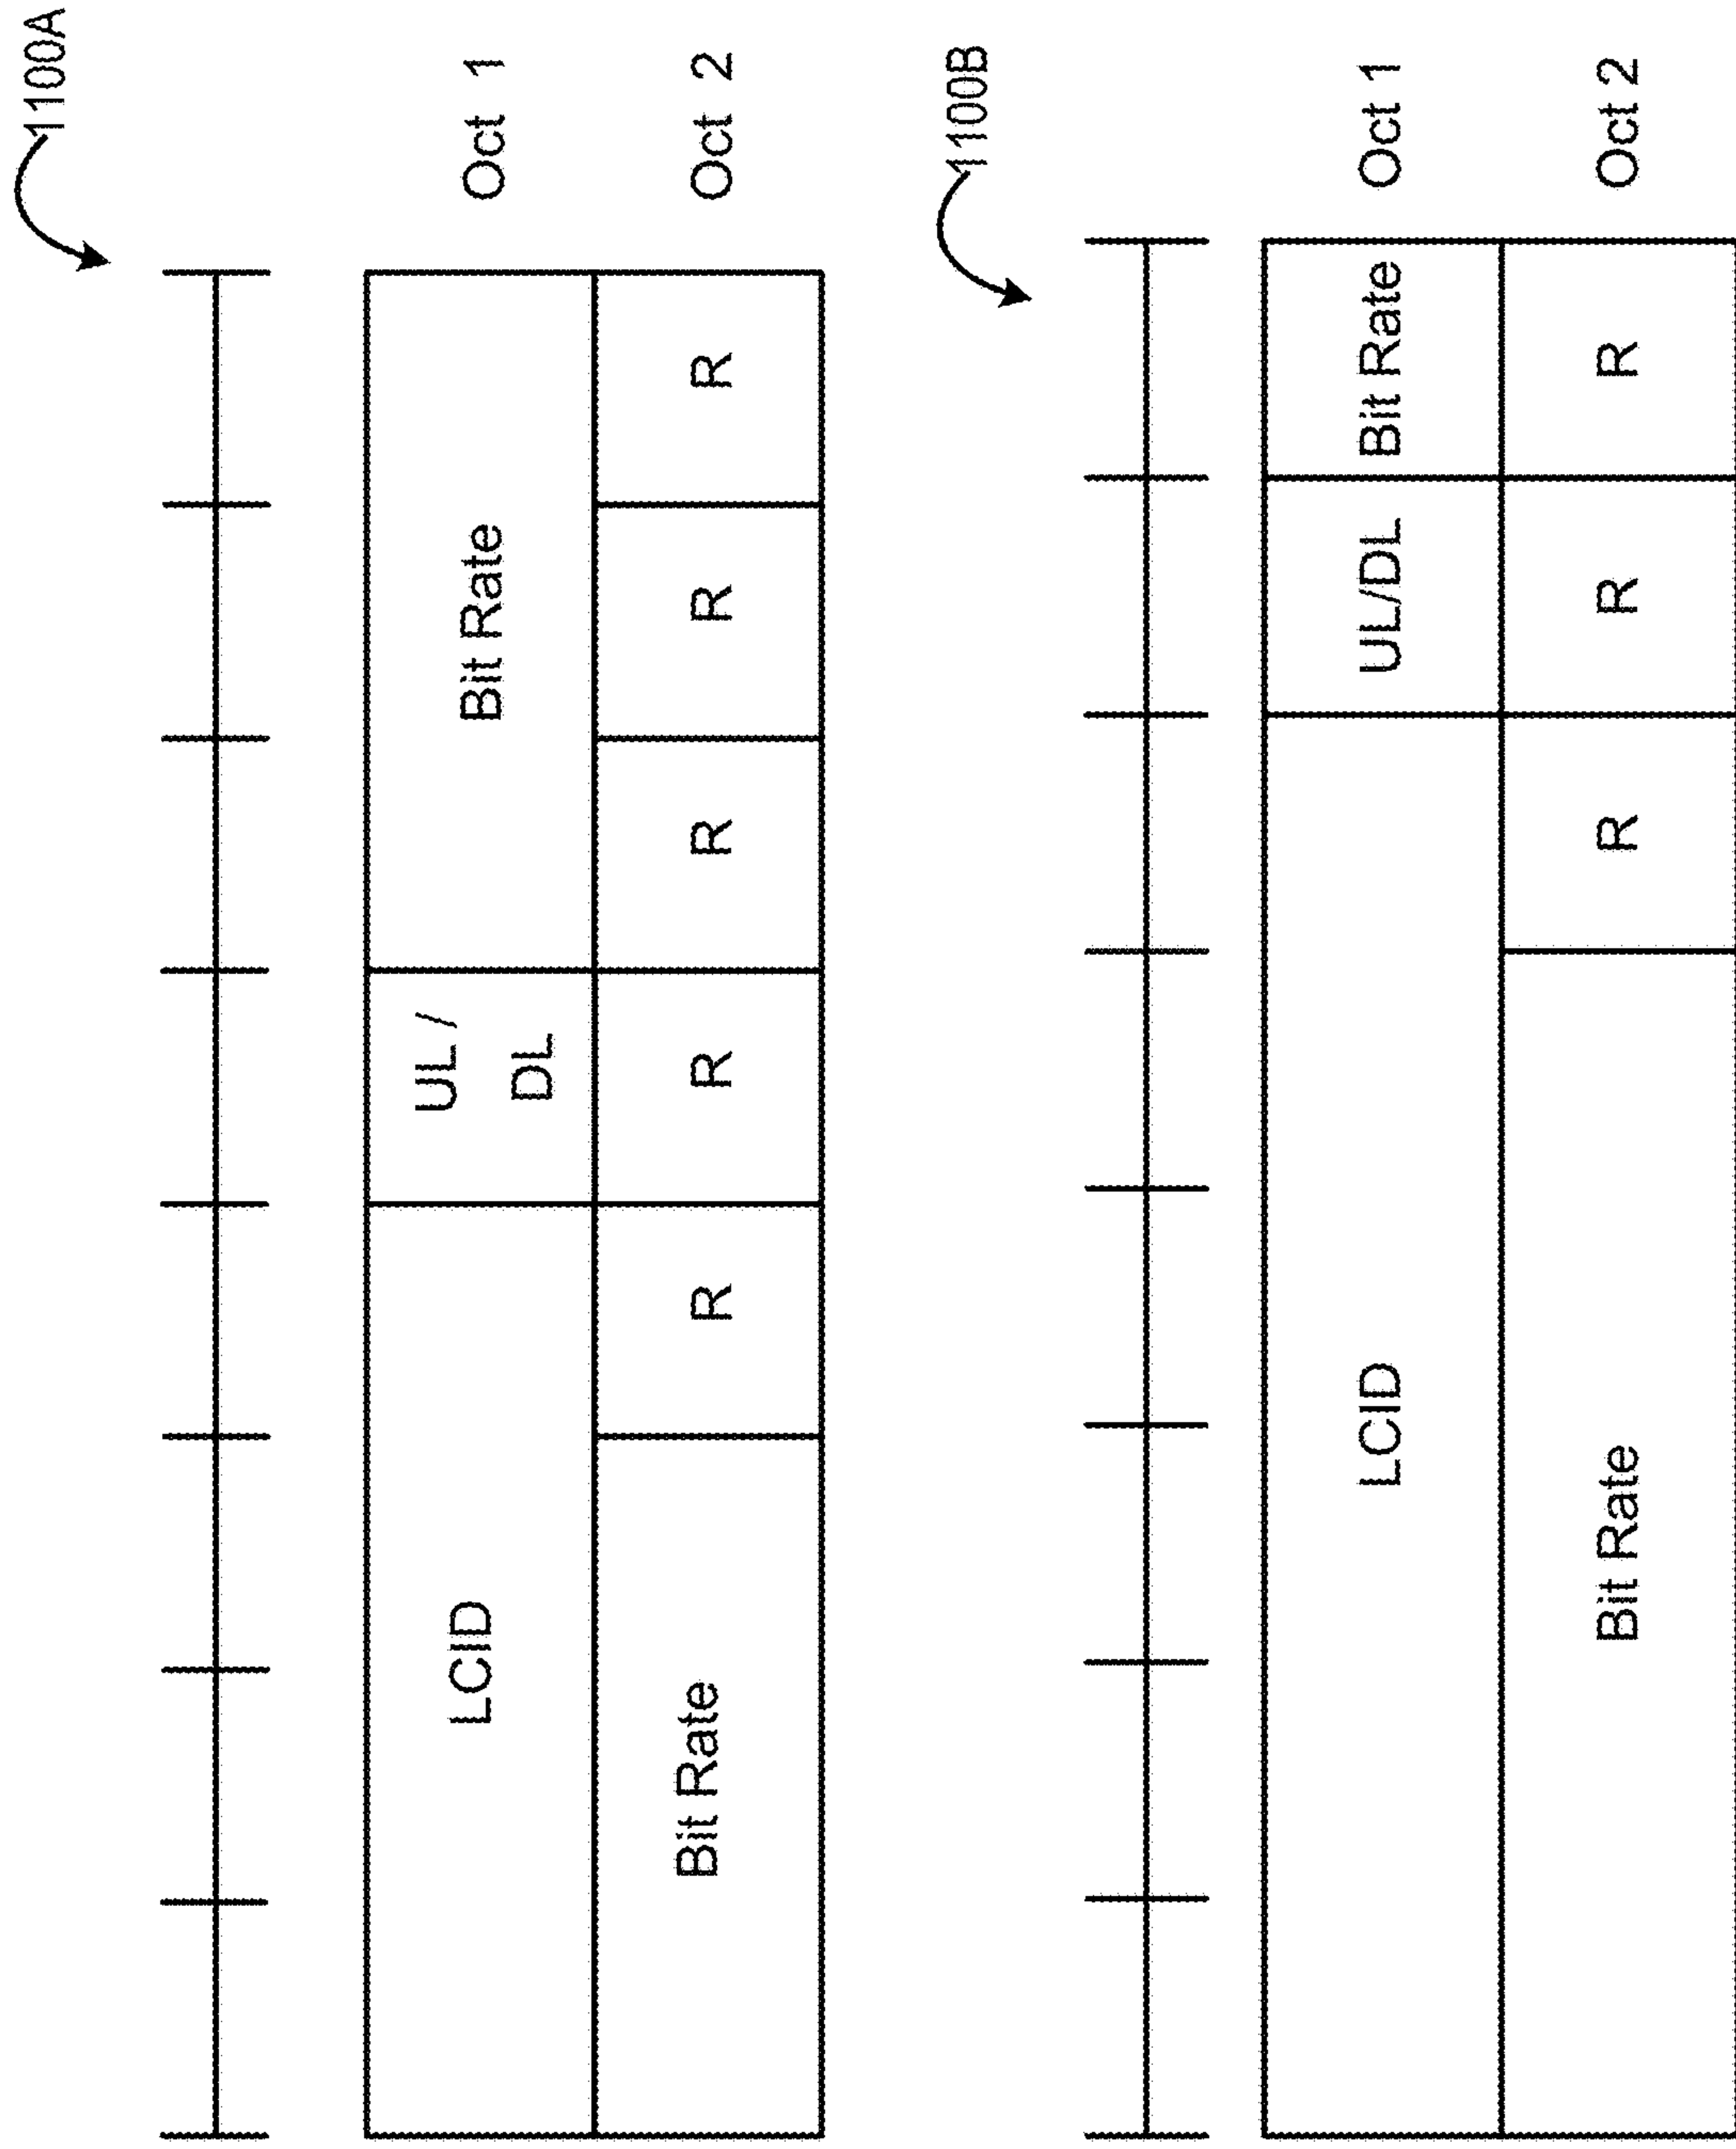 1100A
LCID
UL /
DL
Bit Rate
Oct 1
Bit Rate
R
R
R
R
R
Oct 2
1100B
LCID
UL/DL
Bit Rate
Oct 1
Bit Rate
R
R
R
Oct 2